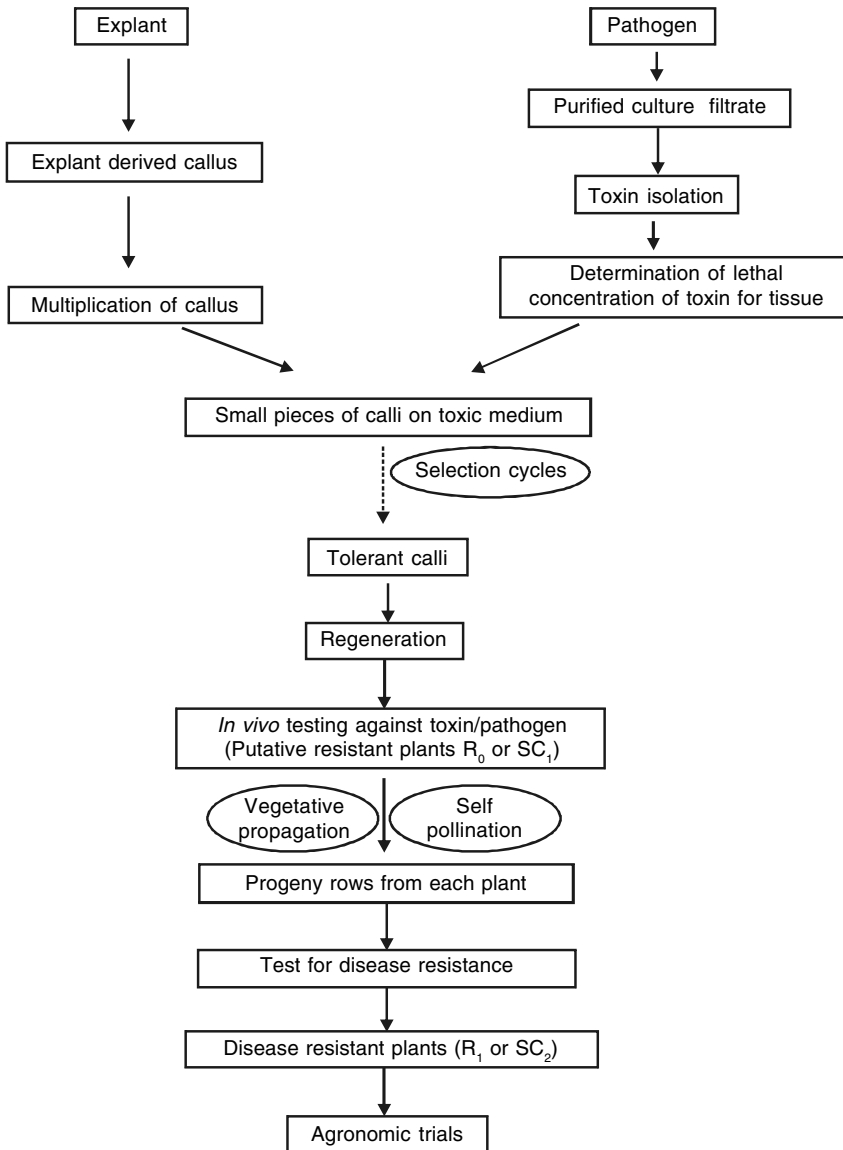 Explant
Pathogen
Purified culture filtrate
Explant derived callus
Toxin isolation
Multiplication of callus
Determination of lethal
concentration of toxin for tissue
Small pieces of calli on toxic medium
Selection cycles
Tolerant calli
Regeneration
In vivo testing against toxin/pathogen
(Putative resistant plants R₀ or SC₁)
Vegetative
propagation
Self
pollination
Progeny rows from each plant
Test for disease resistance
Disease resistant plants (R₁ or SC₂)
Agronomic trials